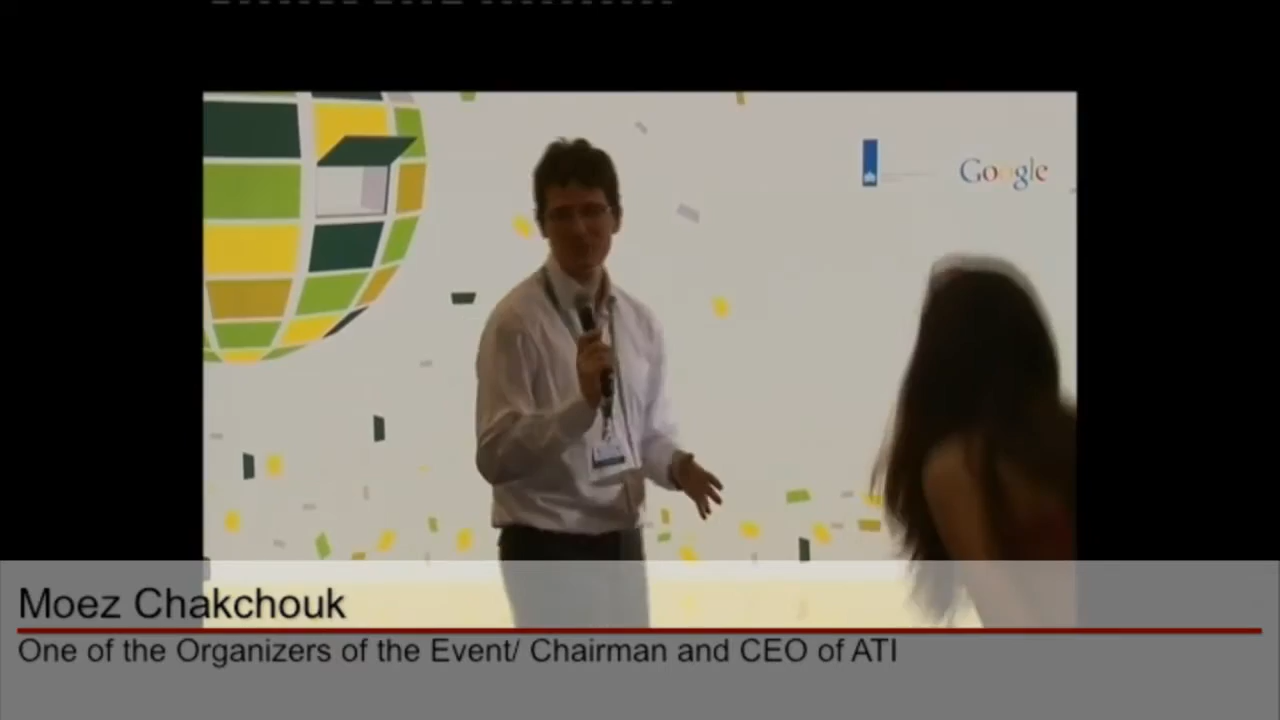 Google
Moez Chakchouk
One of the Organizers of the Event/ Chairman and CEO of ATI